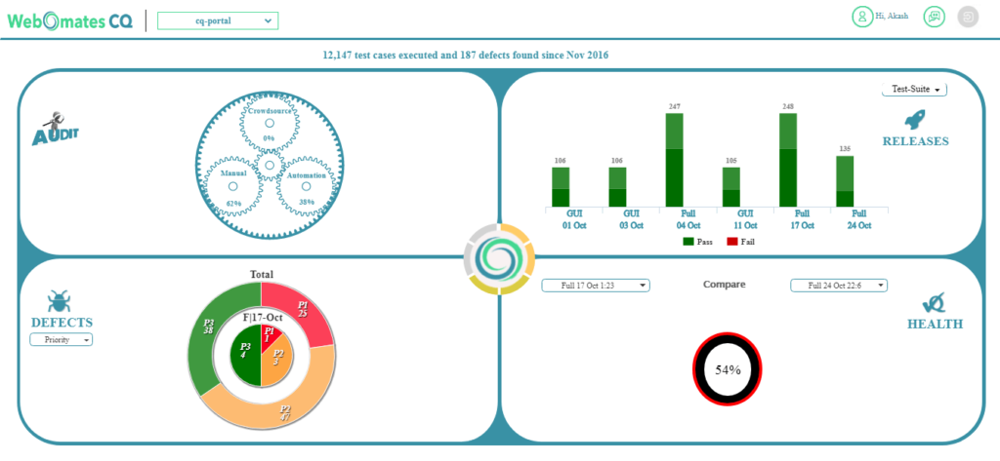 WebOmates CQ
cq-portal
Hi, Akash
12,147 test cases executed and 187 defects found since Nov 2016
AUDIT
Crowdsource
0%
Manual
62%
Automation
38%
Test-Suite
RELEASES
247
248
106
106
105
135
GUI
01 Oct
GUI
03 Oct
Full
04 Oct
GUI
11 Oct
Full
17 Oct
Full
24 Oct
Pass
Fail
DEFECTS
Priority
Total
P1
25
P3
38
P2
47
F|17-Oct
P1
1
P3
4
P2
3
Full 17 Oct 1:23
Compare
Full 24 Oct 22:6
HEALTH
54%